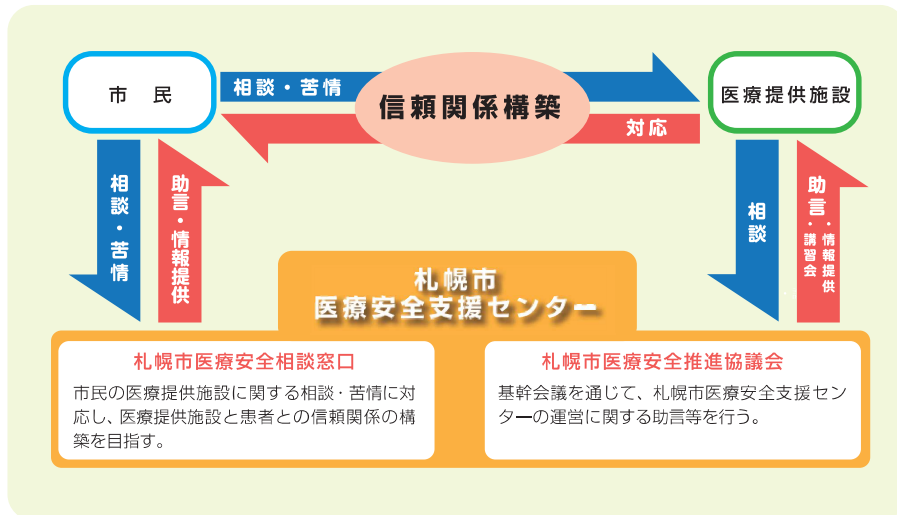 市　民
相談・苦情
信頼関係構築
対応
医療提供施設
相談・苦情
助言・情報提供
相談
助言・情報提供
・講習会
札幌市
医療安全支援センター
札幌市医療安全相談窓口
市民の医療提供施設に関する相談・苦情に対
応し、医療提供施設と患者との信頼関係の構
築を目指す。
札幌市医療安全推進協議会
基幹会議を通じて、札幌市医療安全支援セン
ターの運営に関する助言等を行う。